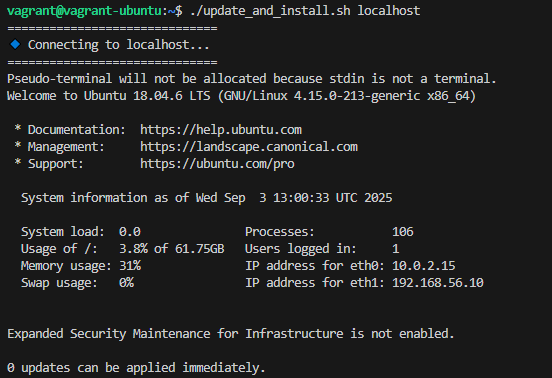 vagrant@vagrant-ubuntu:~$ ./update_and_install.sh localhost
==============================
🔹 Connecting to localhost...
==============================
Pseudo-terminal will not be allocated because stdin is not a terminal.
Welcome to Ubuntu 18.04.6 LTS (GNU/Linux 4.15.0-213-generic x86_64)
* Documentation:  https://help.ubuntu.com
* Management:     https://landscape.canonical.com
* Support:        https://ubuntu.com/pro
System information as of Wed Sep  3 13:00:33 UTC 2025
System load:  0.0               Processes:             106
Usage of /:   3.8% of 61.75GB   Users logged in:       1
Memory usage: 31%               IP address for eth0: 10.0.2.15
Swap usage:   0%                IP address for eth1: 192.168.56.10
Expanded Security Maintenance for Infrastructure is not enabled.
0 updates can be applied immediately.